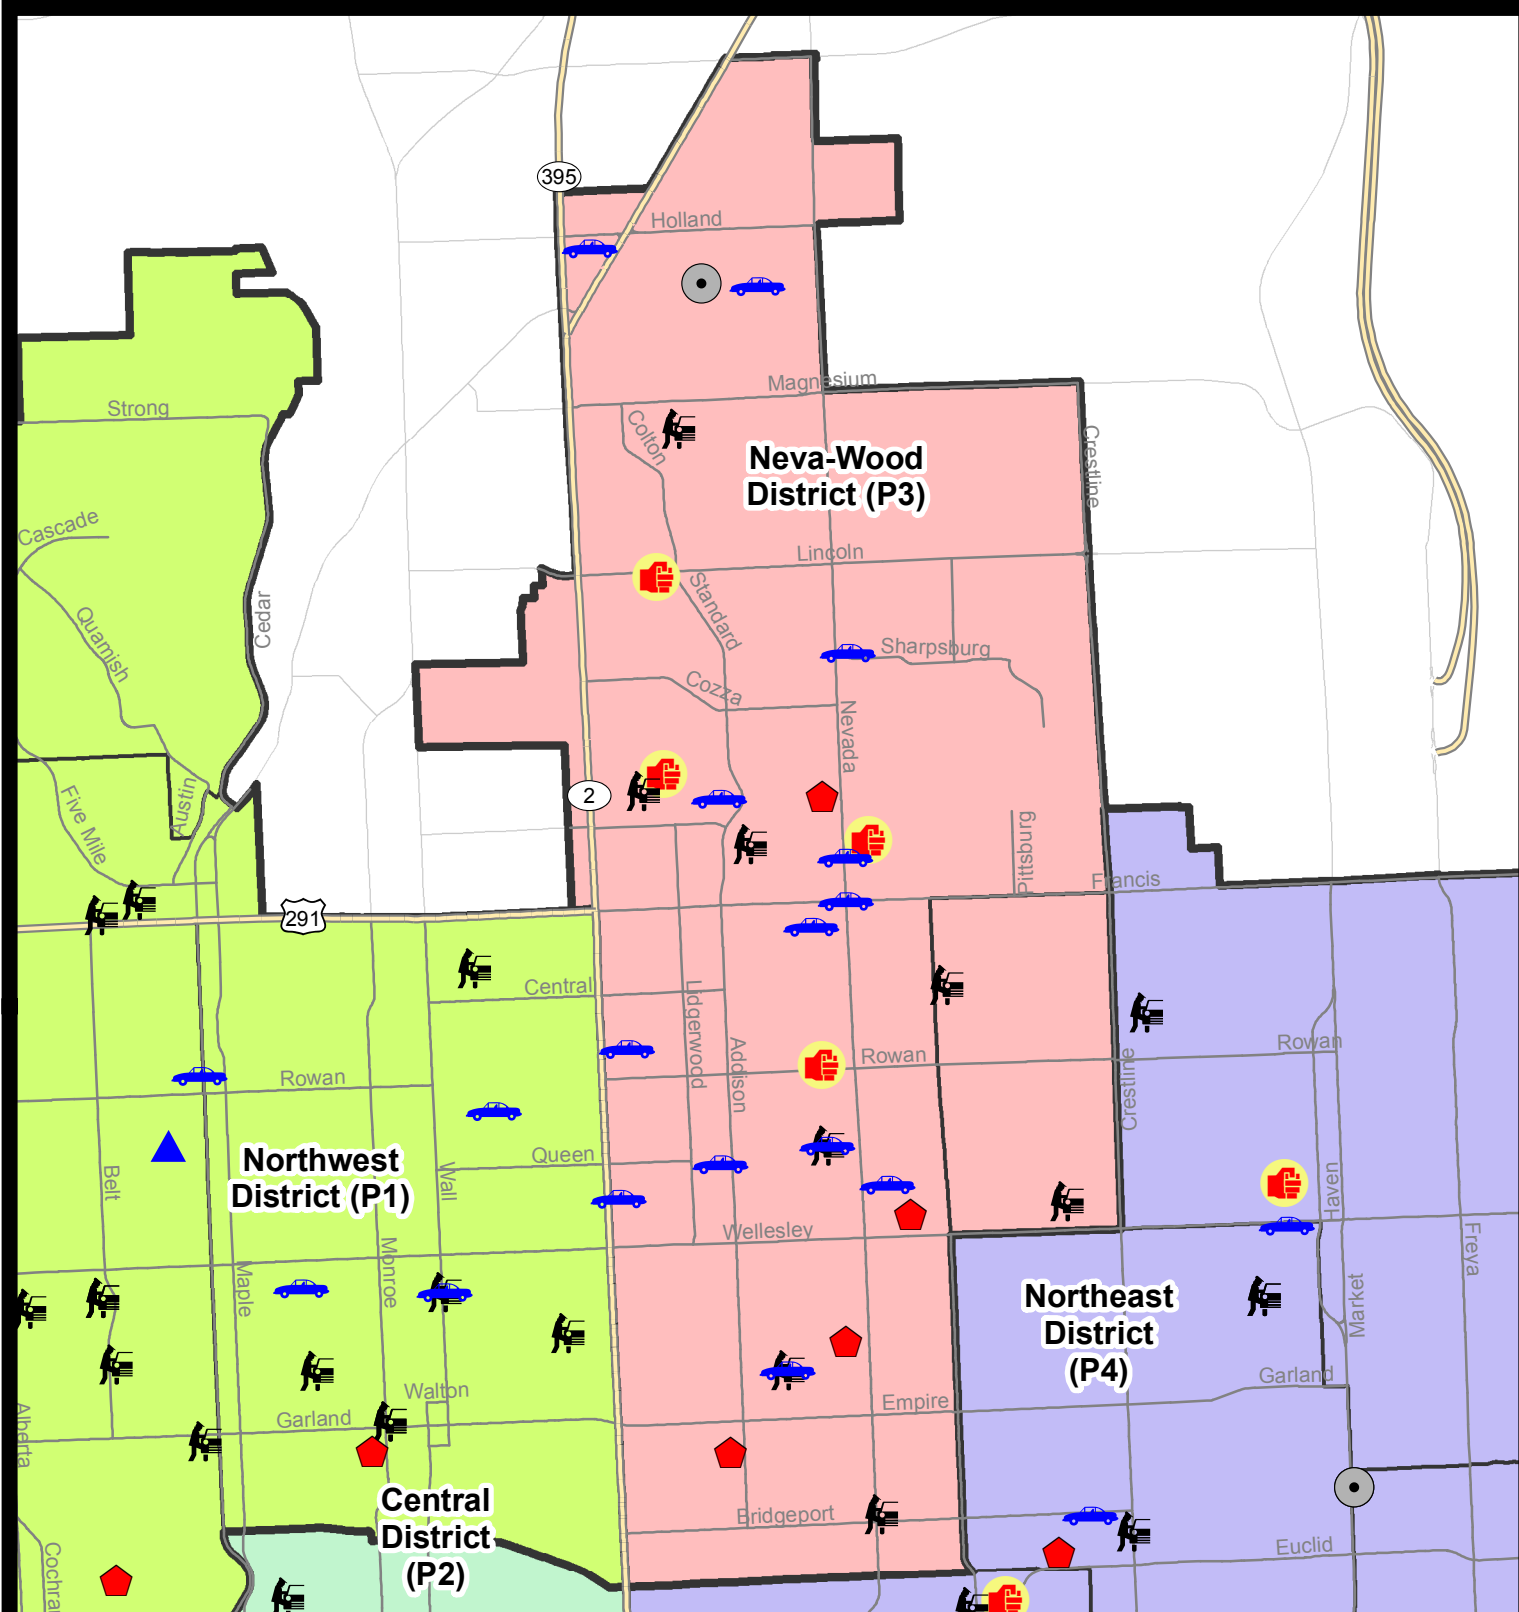 395
Holland
Magnesium
Strong
Colton
Crestline
Neva-Wood
District (P3)
Cascade
Lincoln
Quamish
Cedar
Standard
Sharpsburg
Cozza
Nevada
2
Five Mile
Austin
Pittsburg
Francis
291
Central
Lidgerwood
Addison
Rowan
Rowan
Crestline
Rowan
Northwest
District (P1)
Belt
Wall
Queen
Haven
Wellesley
Freya
Maple
Monroe
Market
Northeast
District
(P4)
Garland
Walton
Garland
Empire
Alberta
Central
District
(P2)
Bridgeport
Euclid
Cochra